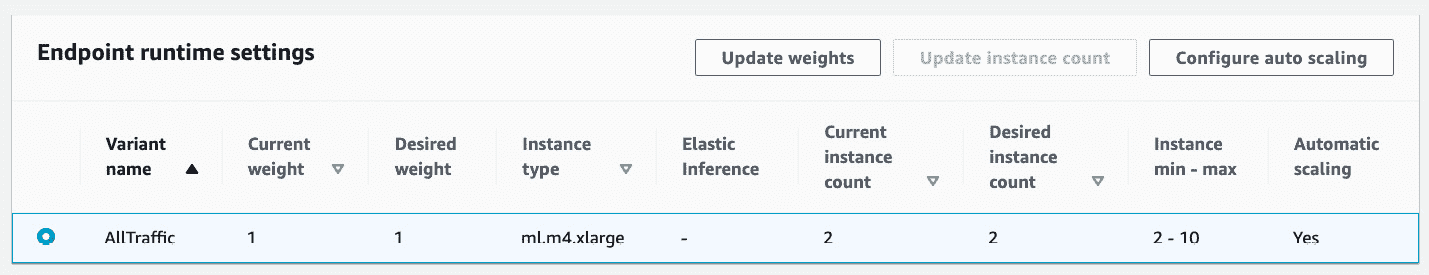 Endpoint runtime settings
Update weights
Update instance count
Configure auto scaling
Variant name
Current weight
Desired weight
Instance type
Elastic Inference
Current instance count
Desired instance count
Instance min - max
Automatic scaling
AllTraffic 1 1 ml.m4.xlarge - 2 2 2 - 10 Yes